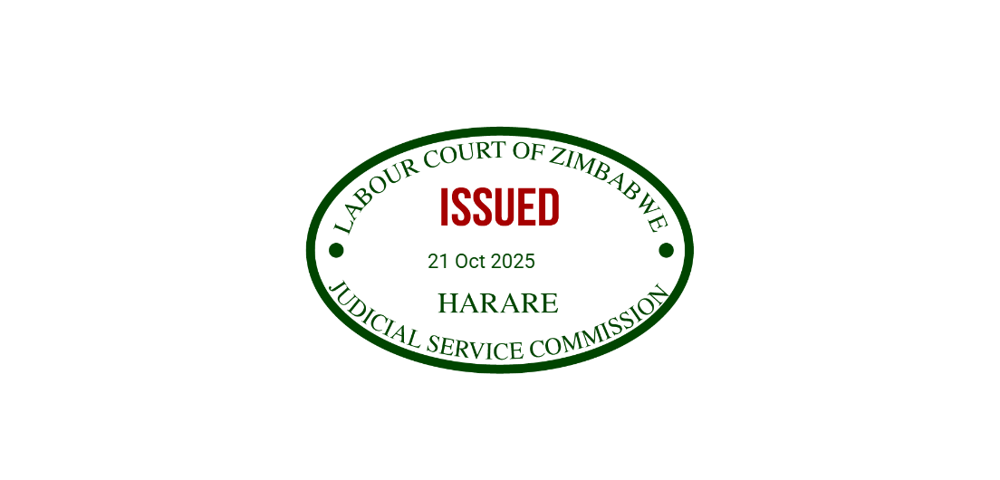 LABOUR COURT OF ZIMBABWE
ISSUED
21 Oct 2025
HARARE
JUDICIAL SERVICE COMMISSION